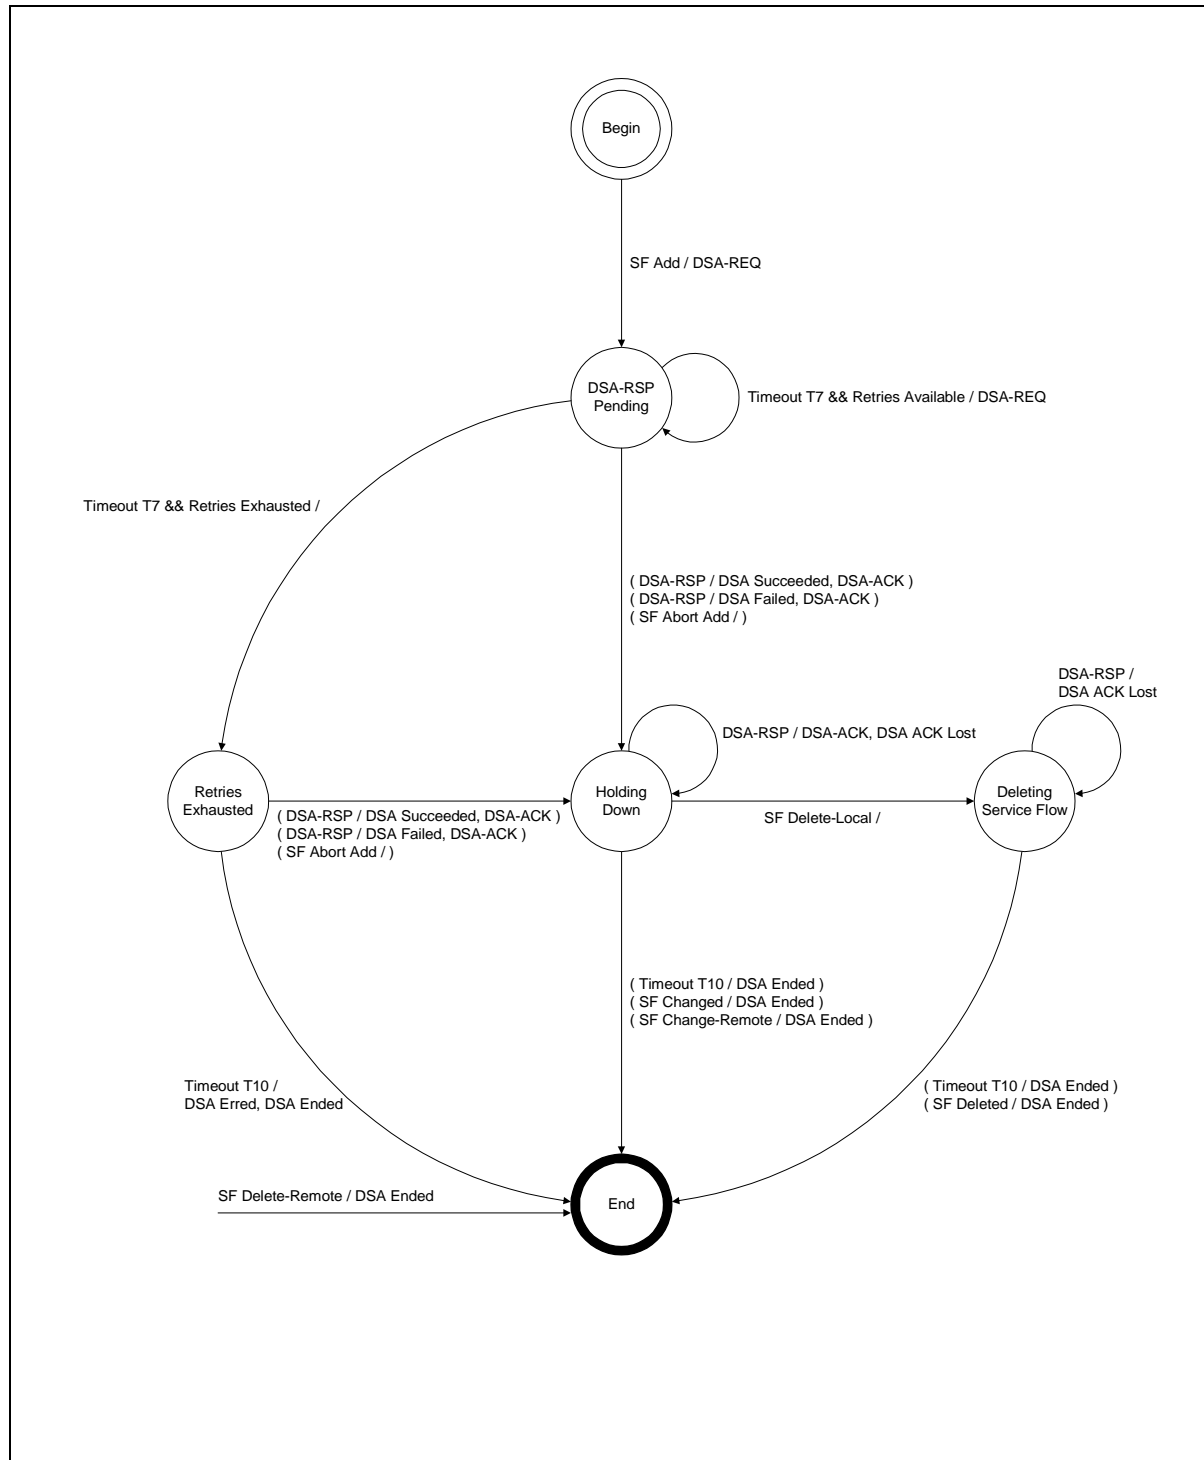 Begin
SF Add / DSA-REQ
DSA-RSP
Pending
Timeout T7 && Retries Available / DSA-REQ
Timeout T7 && Retries Exhausted /
( DSA-RSP / DSA Succeeded, DSA-ACK )
( DSA-RSP / DSA Failed, DSA-ACK )
( SF Abort Add / )
DSA-RSP /
DSA ACK Lost
DSA-RSP / DSA-ACK, DSA ACK Lost
Retries
Exhausted
Holding
Down
Deleting
Service Flow
( DSA-RSP / DSA Succeeded, DSA-ACK )
( DSA-RSP / DSA Failed, DSA-ACK )
( SF Abort Add / )
SF Delete-Local /
( Timeout T10 / DSA Ended )
( SF Changed / DSA Ended )
( SF Change-Remote / DSA Ended )
Timeout T10 /
DSA Erred, DSA Ended
( Timeout T10 / DSA Ended )
( SF Deleted / DSA Ended )
SF Delete-Remote / DSA Ended
End